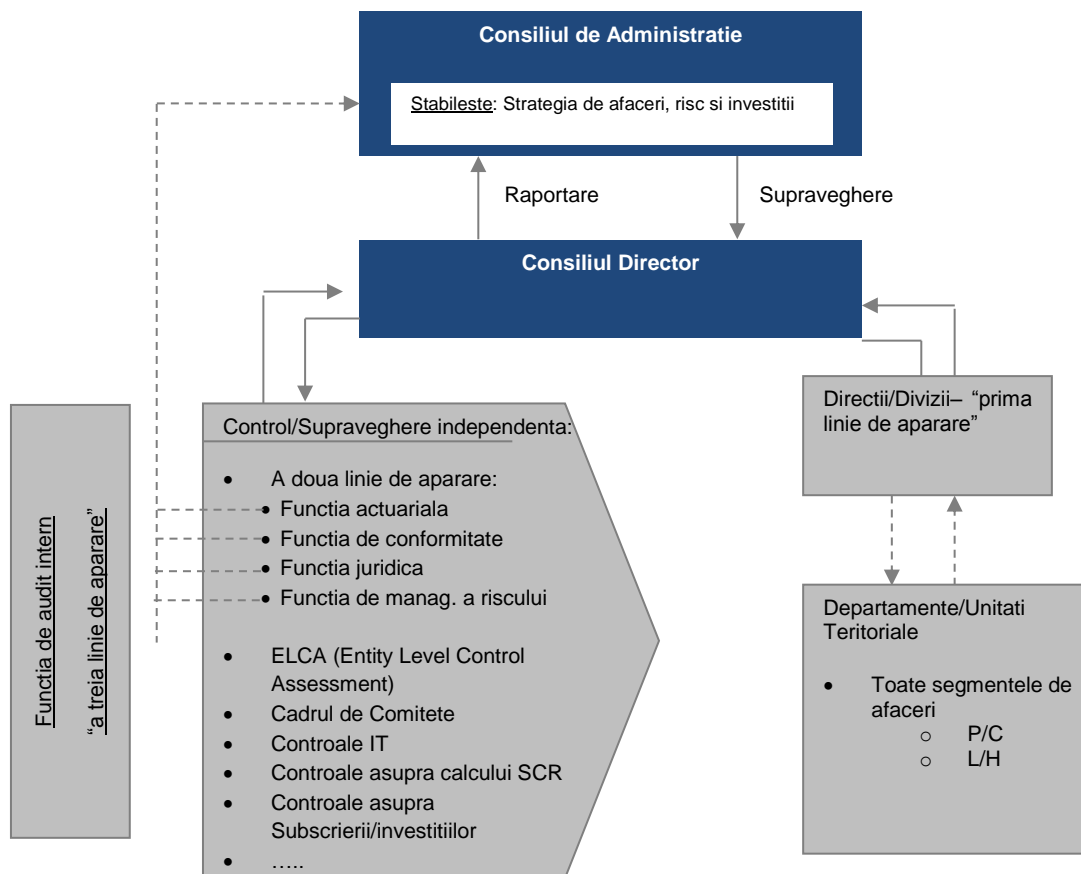 Consiliul de Administratie
Stabileste: Strategia de afaceri, risc si investitii
Raportare
Supraveghere
Consiliul Director
Functia de audit intern
“a treia linie de aparare”
Control/Supraveghere independenta:
• A doua linie de aparare:
• Functia actuariala
• Functia de conformitate
• Functia juridica
• Functia de manag. a riscului
• ELCA (Entity Level Control
Assessment)
• Cadrul de Comitete
• Controale IT
• Controale asupra calcului SCR
• Controale asupra
Subscrierii/investitiilor
• …..
Directii/Divizii– “prima
linie de aparare”
Departamente/Unitati
Teritoriale
• Toate segmentele de
afaceri
o P/C
o L/H